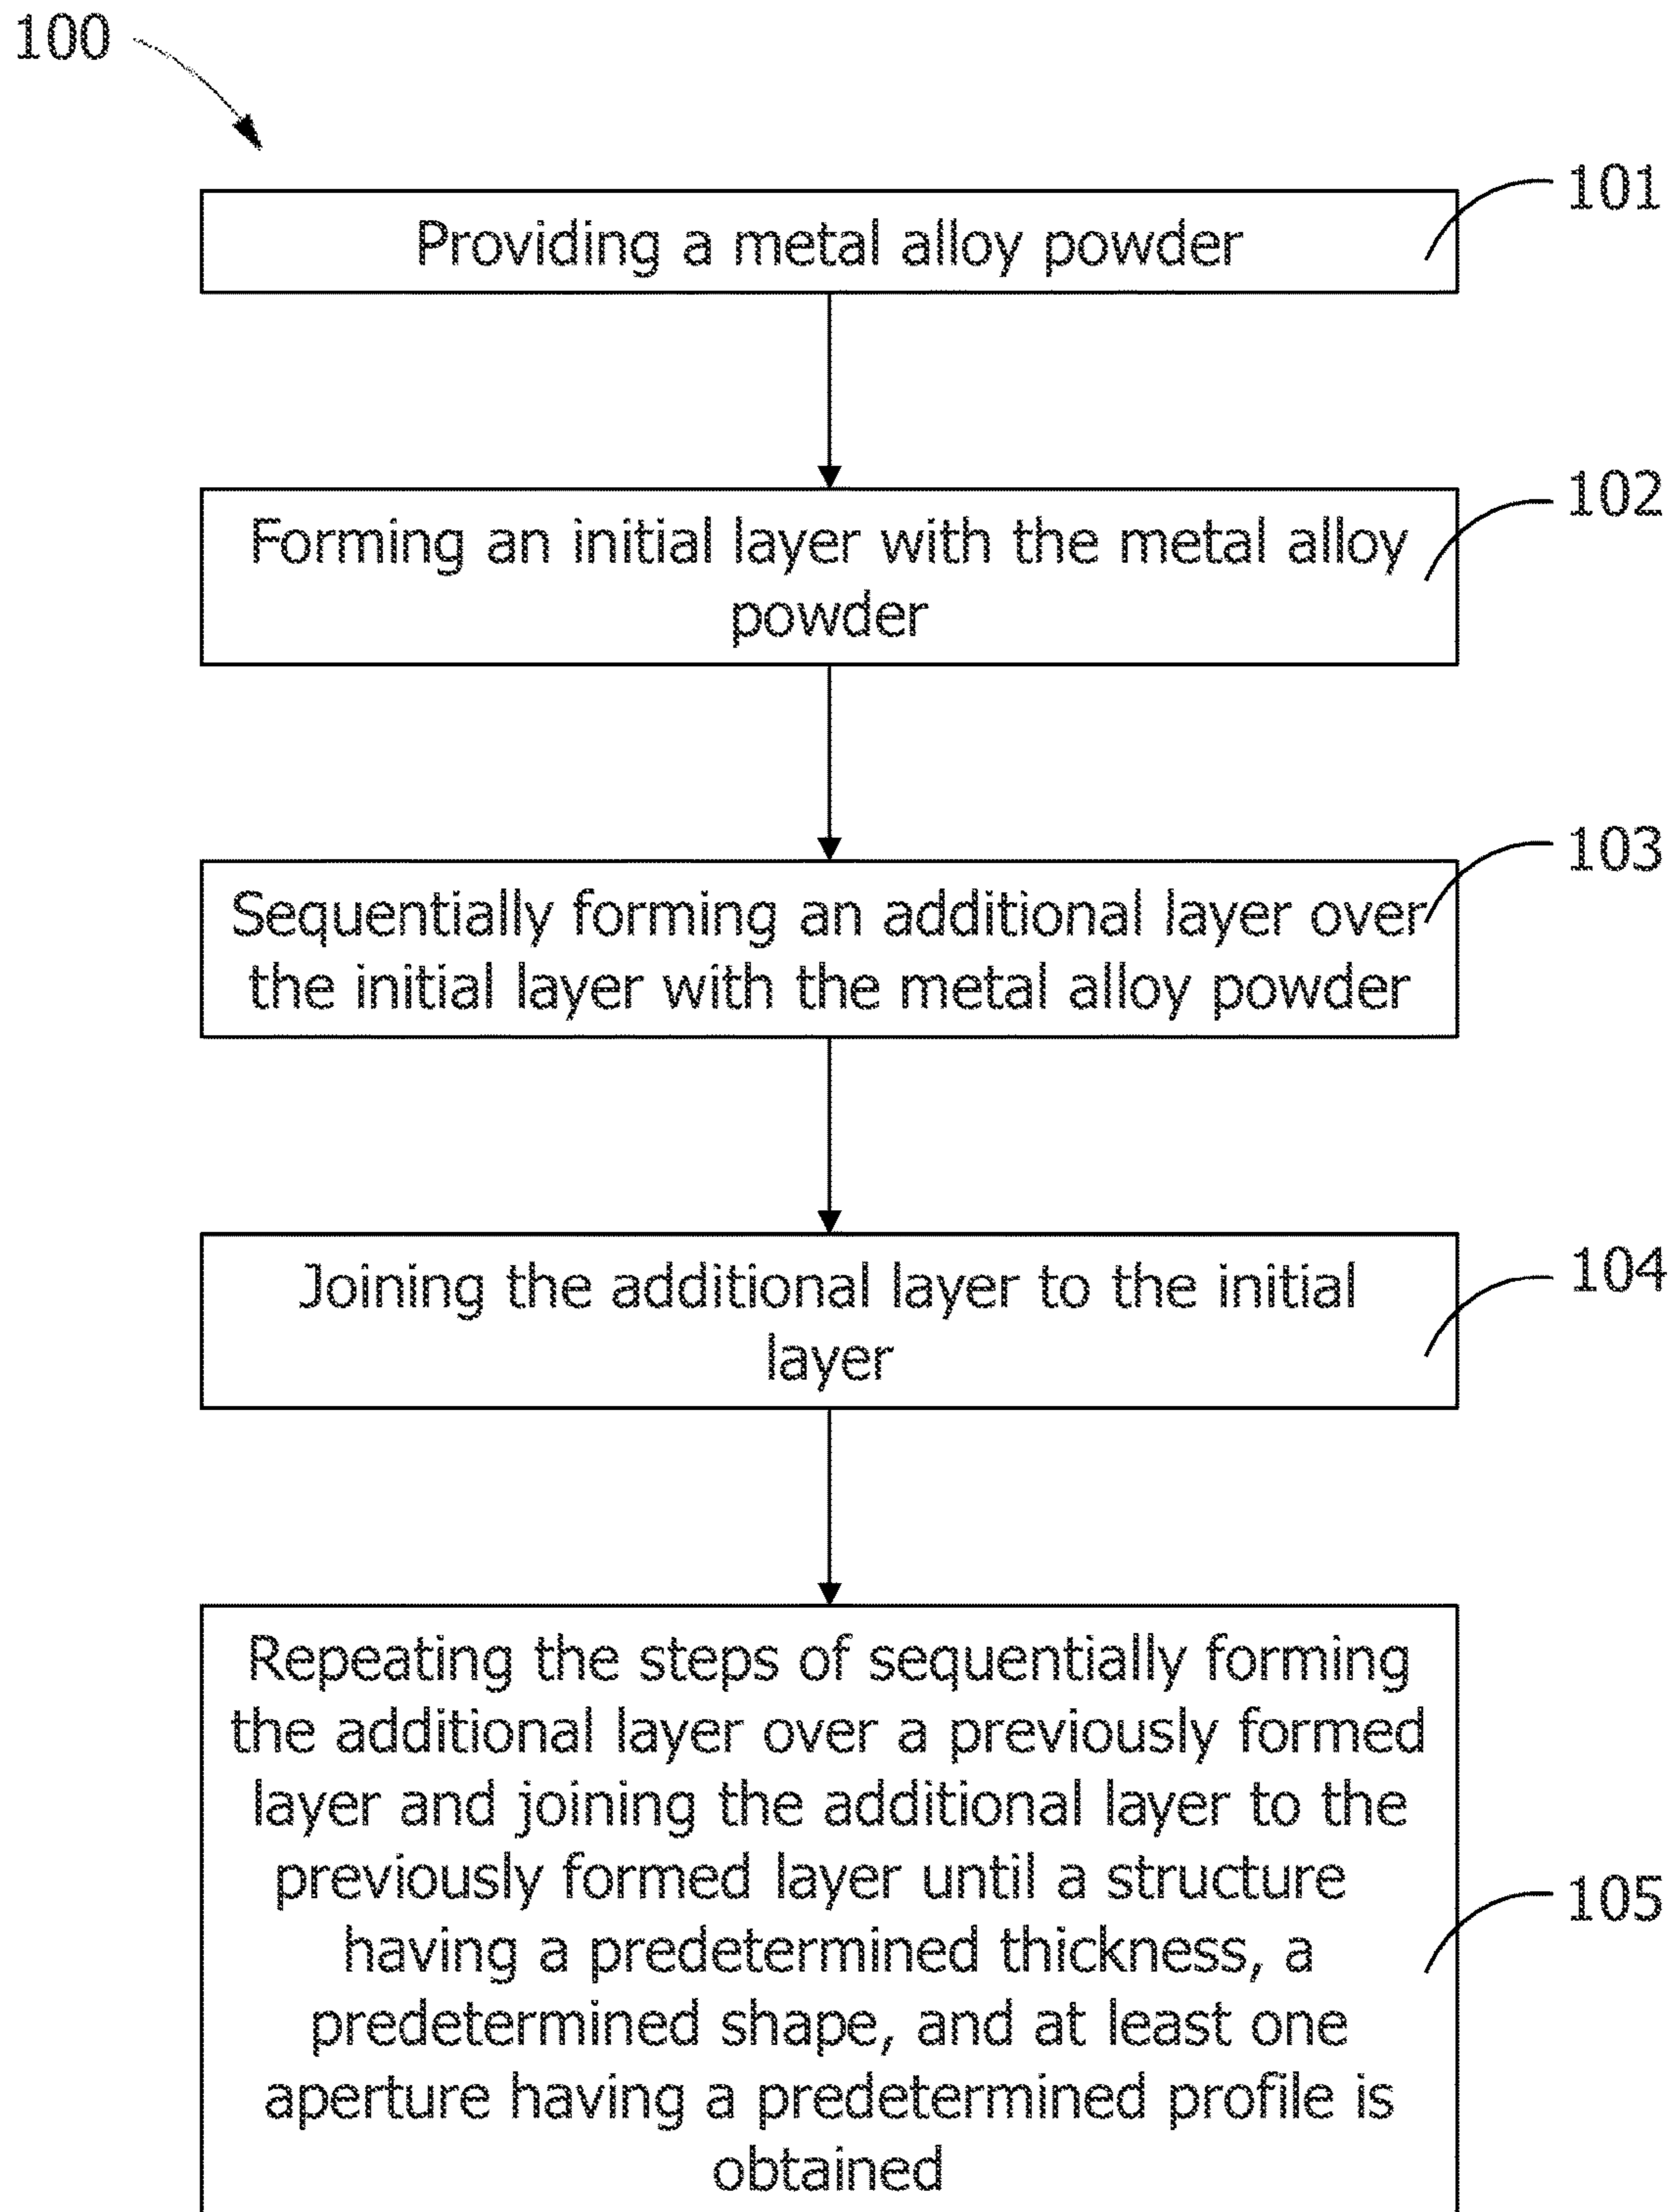 100
101
Providing a metal alloy powder
102
Forming an initial layer with the metal alloy
powder
103
Sequentially forming an additional layer over
the initial layer with the metal alloy powder
104
Joining the additional layer to the initial
layer
Repeating the steps of sequentially forming
the additional layer over a previously formed
layer and joining the additional layer to the
previously formed layer until a structure
105
having a predetermined thickness, a
predetermined shape, and at least one
aperture having a predetermined profile is
obtained